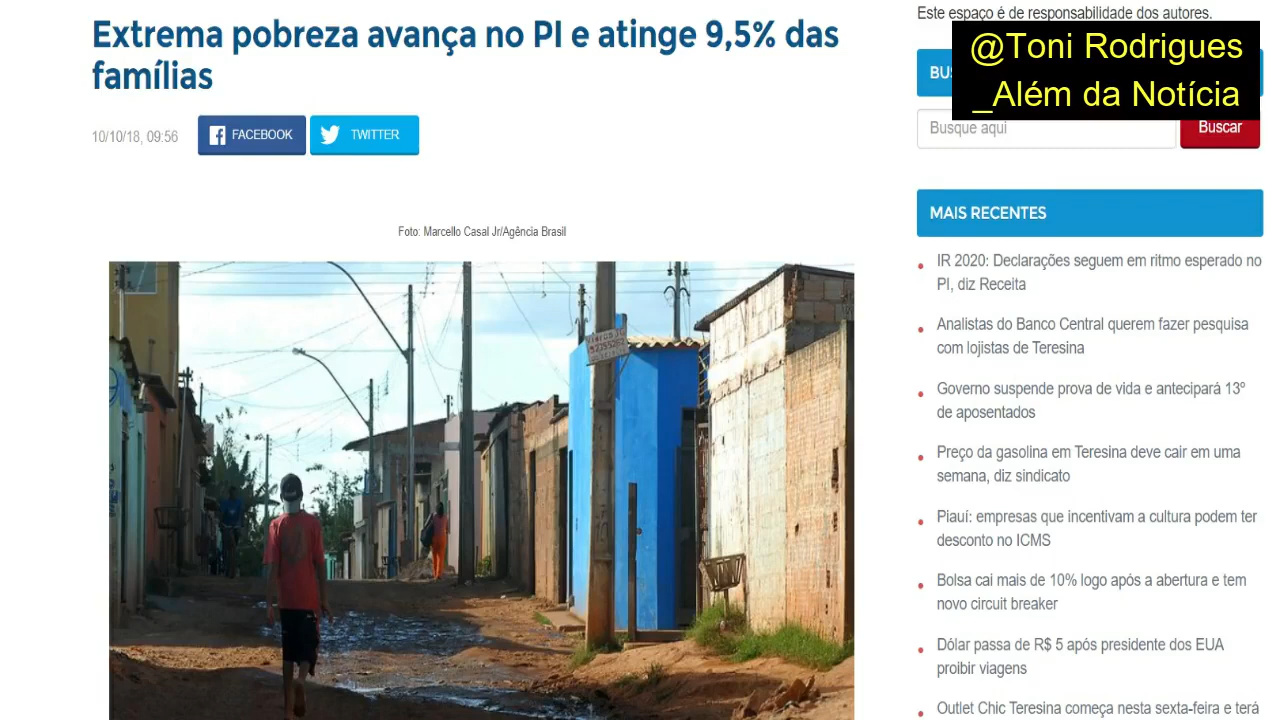 Extrema pobreza avança no PI e atinge 9,5% das
famílias
10/10/18, 09:56
FACEBOOK
TWITTER
Foto: Marcello Casal Jr/Agência Brasil
Este espaço é de responsabilidade dos autores.
@Toni Rodrigues
_Além da Notícia
Busque aqui
Buscar
MAIS RECENTES
IR 2020: Declarações seguem em ritmo esperado no
PI, diz Receita
Analistas do Banco Central querem fazer pesquisa
com lojistas de Teresina
Governo suspende prova de vida e antecipará 13º
de aposentados
Preço da gasolina em Teresina deve cair em uma
semana, diz sindicato
Piauí: empresas que incentivam a cultura podem ter
desconto no ICMS
Bolsa cai mais de 10% logo após a abertura e tem
novo circuit breaker
Dólar passa de R$ 5 após presidente dos EUA
proibir viagens
Outlet Chic Teresina começa nesta sexta-feira e terá